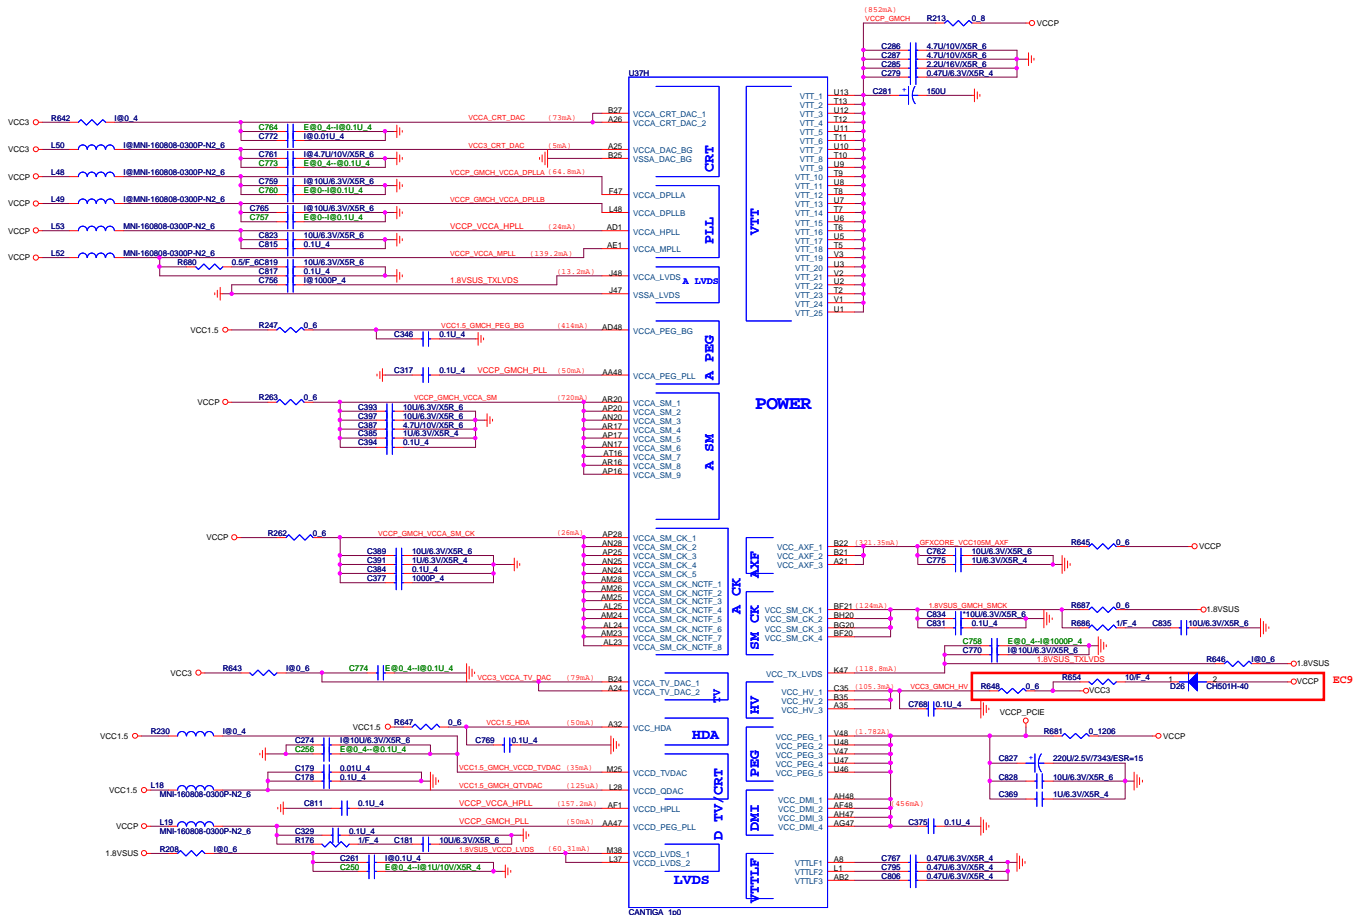 (852mA)
VCCP_GMCH R213 0_8 VCCP
C286 4.7U/10V/X5R_6
C287 4.7U/10V/X5R_6
C285 2.2U/16V/X5R_6
C279 0.47U/6.3V/X5R_4
C281 + 150U
U37H
VCC3 R642 I@0_4 VCCA_CRT_DAC (73mA) B27 VCCA_CRT_DAC_1
A26 VCCA_CRT_DAC_2
C764 E@0_4--I@0.1U_4
C772 I@0.01U_4
VCC3 L50 I@MNI-160808-0300P-N2_6 VCC3_CRT_DAC (5mA) A25 VCCA_DAC_BG
B25 VSSA_DAC_BG
C761 I@4.7U/10V/X5R_6
C773 E@0_4--@0.1U_4
CRT
VCCP L48 I@MNI-160808-0300P-N2_6 VCCP_GMCH_VCCA_DPLLA (64.8mA)
C759 I@10U/6.3V/X5R_6
C760 E@0--I@0.1U_4
F47 VCCA_DPLLA
VCCP L49 I@MNI-160808-0300P-N2_6 VCCP_GMCH_VCCA_DPLLB
C765 I@10U/6.3V/X5R_6
C757 E@0--I@0.1U_4
L48 VCCA_DPLLB
VCCP L53 MNI-160808-0300P-N2_6 VCCP_VCCA_HPLL (24mA) AD1 VCCA_HPLL
C823 10U/6.3V/X5R_6
C815 0.1U_4
PLL
VCCP L52 MNI-160808-0300P-N2_6 VCCP_VCCA_MPLL (139.2mA) AE1 VCCA_MPLL
R680 0.5/F_6 C819 10U/6.3V/X5R_6
C817 0.1U_4
C756 I@1000P_4 1.8VSUS_TXLVDS (13.2mA) J48 VCCA_LVDS
J47 VSSA_LVDS
A LVDS
VCC1.5 R247 0_6 VCC1.5_GMCH_PEG_BG (414mA) AD48 VCCA_PEG_BG
C346 0.1U_4
C317 0.1U_4 VCCP_GMCH_PLL (50mA) AA48 VCCA_PEG_PLL
A PEG
VCCP R263 0_6 VCCP_GMCH_VCCA_SM (720mA) AR20 VCCA_SM_1
AP20 VCCA_SM_2
AN20 VCCA_SM_3
AR17 VCCA_SM_4
AP17 VCCA_SM_5
AN17 VCCA_SM_6
AT16 VCCA_SM_7
AR16 VCCA_SM_8
AP16 VCCA_SM_9
C393 10U/6.3V/X5R_6
C397 10U/6.3V/X5R_6
C387 4.7U/10V/X5R_6
C385 1U/6.3V/X5R_4
C394 0.1U_4
A SM
VCCP R262 0_6 VCCP_GMCH_VCCA_SM_CK (26mA) AP28 VCCA_SM_CK_1
AN28 VCCA_SM_CK_2
AP25 VCCA_SM_CK_3
AN25 VCCA_SM_CK_4
AN24 VCCA_SM_CK_5
AM28 VCCA_SM_CK_NCTF_1
AM26 VCCA_SM_CK_NCTF_2
AM25 VCCA_SM_CK_NCTF_3
AL25 VCCA_SM_CK_NCTF_4
AM24 VCCA_SM_CK_NCTF_5
AL24 VCCA_SM_CK_NCTF_6
AM23 VCCA_SM_CK_NCTF_7
AL23 VCCA_SM_CK_NCTF_8
C389 10U/6.3V/X5R_6
C391 1U/6.3V/X5R_4
C384 0.1U_4
C377 1000P_4
A CK
VCC3 R643 I@0_6 C774 E@0_4--I@0.1U_4 VCC3_VCCA_TV_DAC (79mA) B24 VCCA_TV_DAC_1
A24 VCCA_TV_DAC_2
TV
VCC1.5 R647 0_6 VCC1.5_HDA (50mA) A32 VCC_HDA
C769 0.1U_4
HDA
VCC1.5 R230 I@0_4
C274 I@10U/6.3V/X5R_6
C256 E@0_4--@0.1U_4
VCC1.5_GMCH_VCCD_TVDAC (35mA) M25 VCCD_TVDAC
C179 0.01U_4
C178 0.1U_4
VCC1.5 L18 MNI-160808-0300P-N2_6 VCC1.5_GMCH_QTVDAC (125uA) L28 VCCD_QDAC
C811 0.1U_4 VCCP_VCCA_HPLL (157.2mA) AF1 VCCD_HPLL
VCCP L19 MNI-160808-0300P-N2_6 VCCP_GMCH_PLL (50mA) AA47 VCCD_PEG_PLL
C329 0.1U_4
R176 1/F_4 C181 10U/6.3V/X5R_6
D TV/CRT
1.8VSUS R208 I@0_6 1.8VSUS_VCCD_LVDS (60.31mA) M38 VCCD_LVDS_1
L37 VCCD_LVDS_2
C261 I@0.1U_4
C250 E@0_4--I@1U/10V/X5R_4
LVDS
CANTIGA_1p0
POWER
VTT
VTT_1 U13
VTT_2 T13
VTT_3 U12
VTT_4 T12
VTT_5 U11
VTT_6 T11
VTT_7 U10
VTT_8 T10
VTT_9 U9
VTT_10 T9
VTT_11 U8
VTT_12 T8
VTT_13 U7
VTT_14 T7
VTT_15 U6
VTT_16 T6
VTT_17 U5
VTT_18 T5
VTT_19 V3
VTT_20 U3
VTT_21 V2
VTT_22 U2
VTT_23 T2
VTT_24 V1
VTT_25 U1
AXF
VCC_AXF_1 B22 (321.35mA) GFXCORE_VCC105M_AXF R645 0_6 VCCP
VCC_AXF_2 B21
VCC_AXF_3 A21
C762 10U/6.3V/X5R_6
C775 1U/6.3V/X5R_4
SM CK
VCC_SM_CK_1 BF21 (124mA) 1.8VSUS_GMCH_SMCK R687 0_6 1.8VSUS
VCC_SM_CK_2 BH20
VCC_SM_CK_3 BG20
VCC_SM_CK_4 BF20
C834 *10U/6.3V/X5R_6
C831 0.1U_4
R686 1/F_4 C835 10U/6.3V/X5R_6
C758 E@0_4--I@1000P_4
C770 I@10U/6.3V/X5R_6
VCC_TX_LVDS K47 (118.8mA) 1.8VSUS_TXLVDS R646 I@0_6 1.8VSUS
HV
VCC_HV_1 C35 (105.3mA) VCC3_GMCH_HV R648 0_6 VCC3
VCC_HV_2 B35
VCC_HV_3 A35
R654 10/F_4 1 D26 2 CH501H-40 VCCP EC9
C768 0.1U_4
VCCP_PCIE
PEG
VCC_PEG_1 V48 (1.782A) R681 0_1206 VCCP
VCC_PEG_2 U48
VCC_PEG_3 V47
VCC_PEG_4 U47
VCC_PEG_5 U46
C827 + 220U/2.5V/7343/ESR=15
C828 10U/6.3V/X5R_6
C369 1U/6.3V/X5R_4
DMI
VCC_DMI_1 AH48
VCC_DMI_2 AF48 456mA)
VCC_DMI_3 AH47
VCC_DMI_4 AG47 C375 0.1U_4
VTTLF
VTTLF1 A8 C767 0.47U/6.3V/X5R_4
VTTLF2 L1 C795 0.47U/6.3V/X5R_4
VTTLF3 AB2 C806 0.47U/6.3V/X5R_4